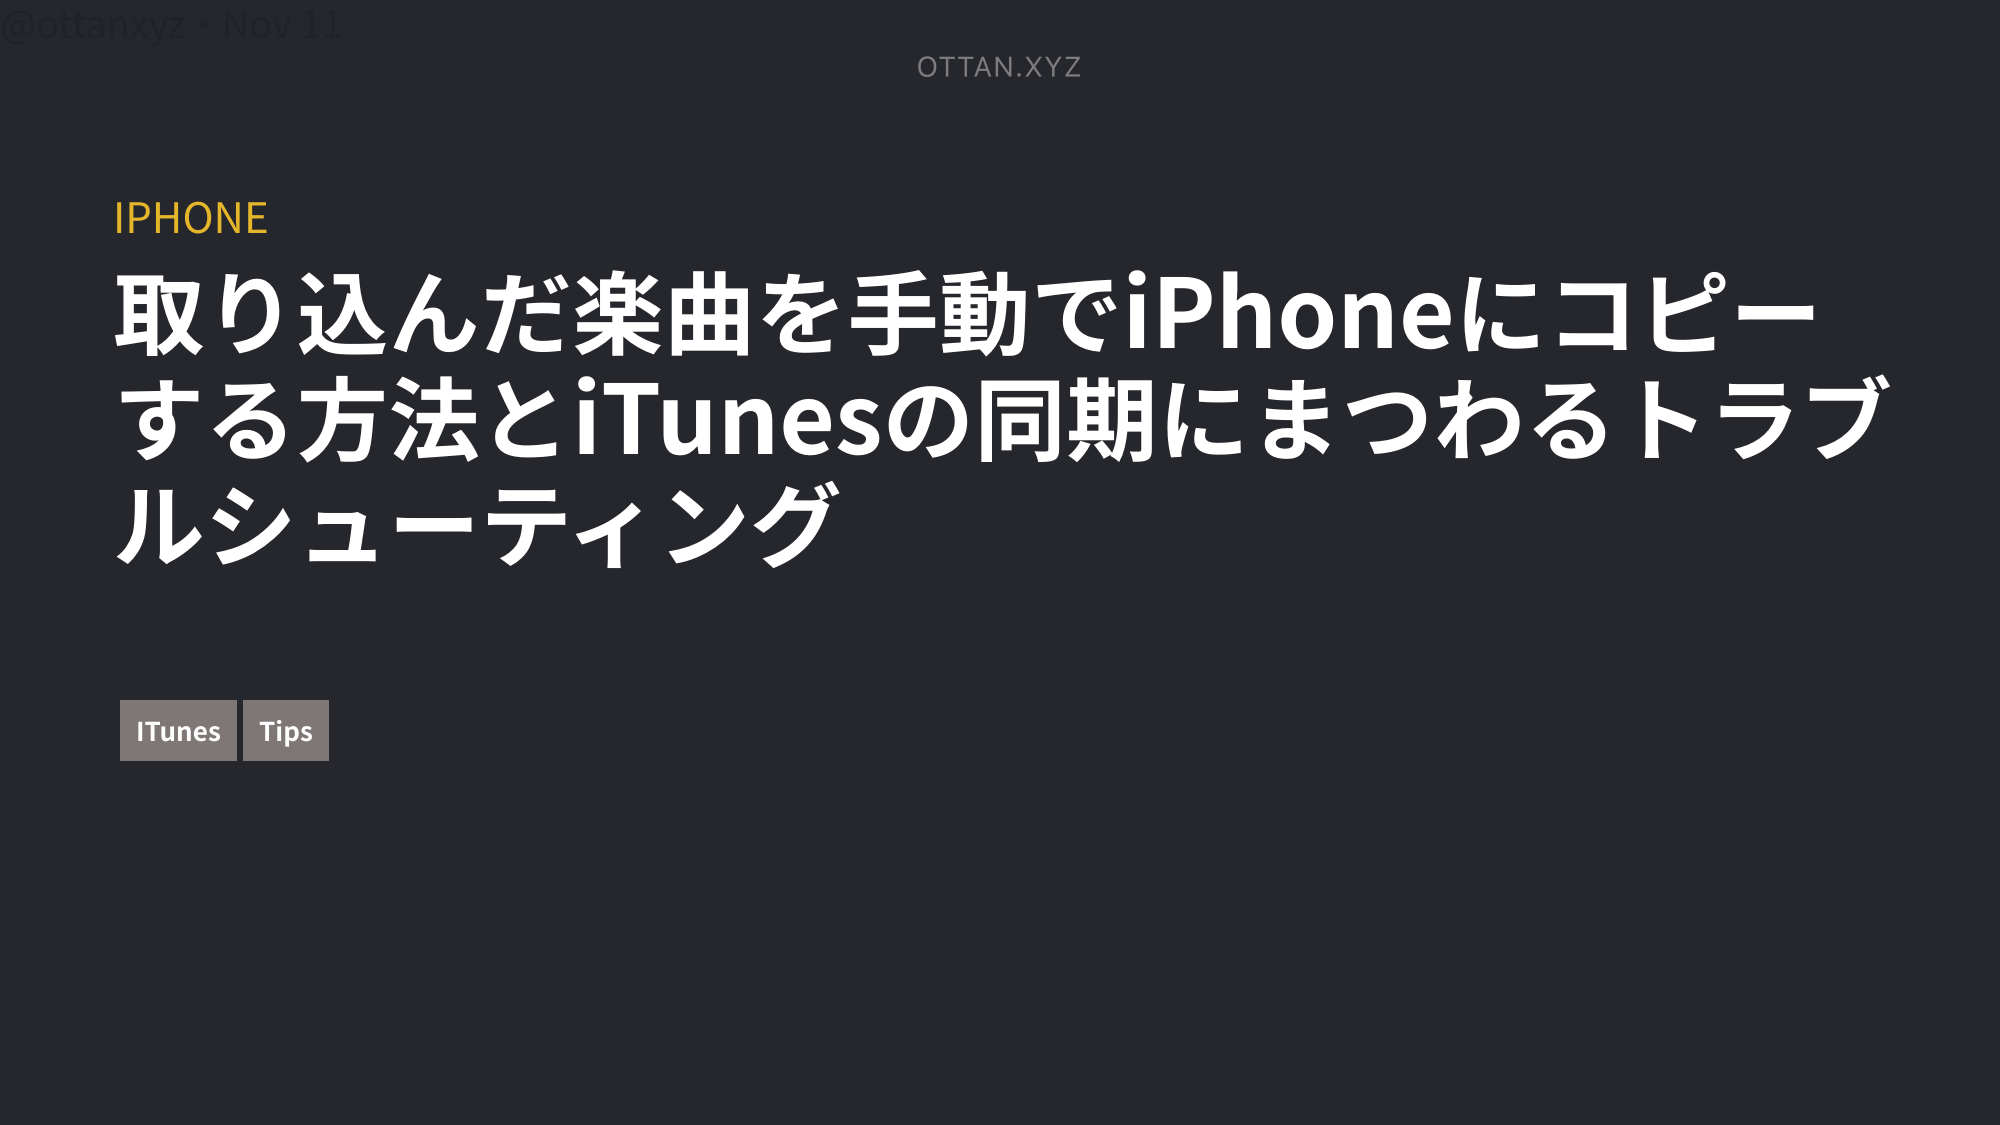 @ottanxyz・Nov 11
OTTAN.XYZ
IPHONE
取り込んだ楽曲を手動でiPhoneにコピー
する方法とiTunesの同期にまつわるトラブ
ルシューティング
ITunes Tips